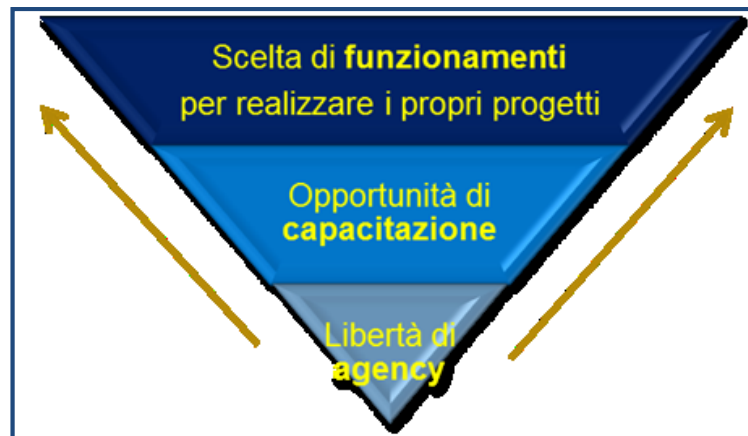 Scelta di funzionamenti
per realizzare i propri progetti
Opportunità di
capacitazione
Libertà di
agency